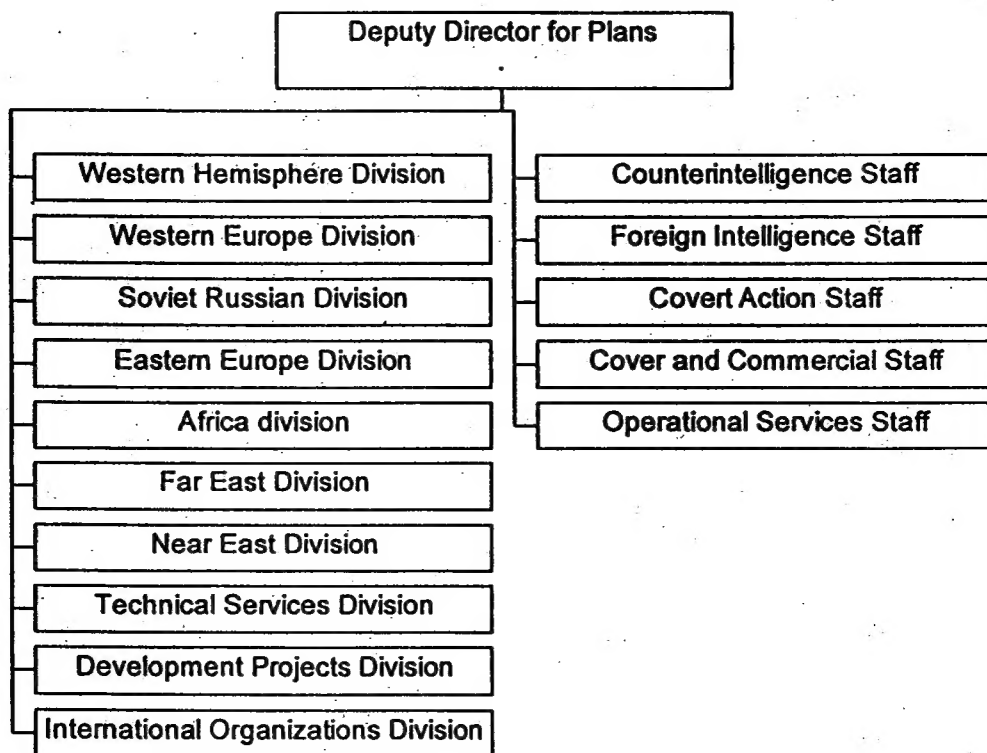 Deputy Director for Plans
Western Hemisphere Division
Western Europe Division
Soviet Russian Division
Eastern Europe Division
Africa division
Far East Division
Near East Division
Technical Services Division
Development Projects Division
International Organizations Division
Counterintelligence Staff
Foreign Intelligence Staff
Covert Action Staff
Cover and Commercial Staff
Operational Services Staff